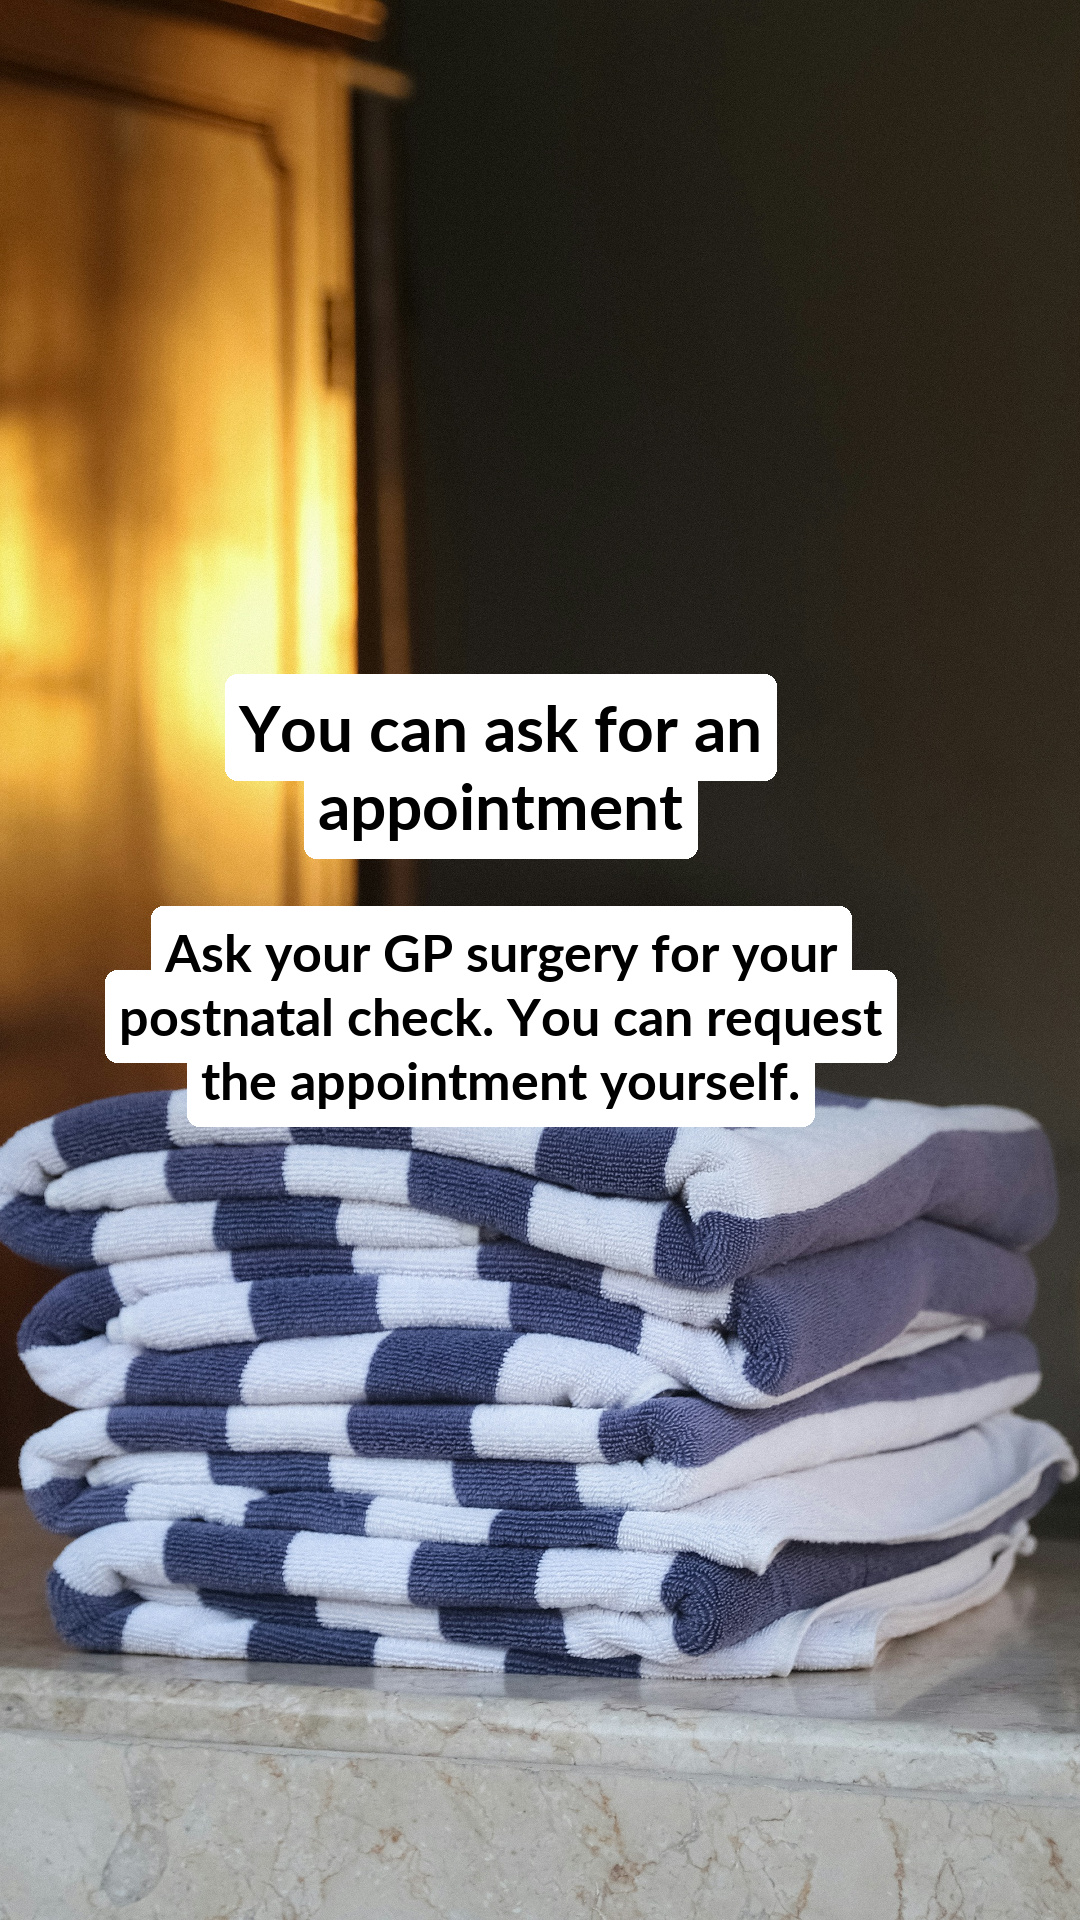 You can ask for an
appointment
Ask your GP surgery for your
postnatal check. You can request
the appointment yourself.